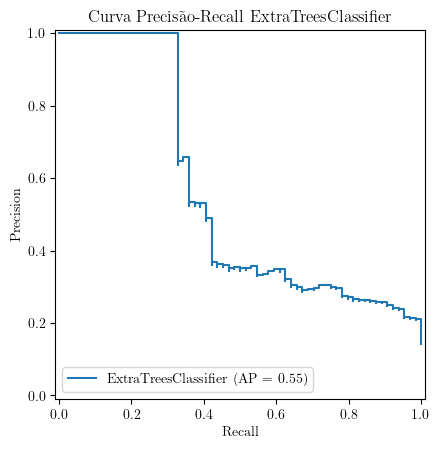 Curva Precisão-Recall ExtraTreesClassifier
1.0
0.8
0.6
0.4
0.2
0.0
Precision
ExtraTreesClassifier (AP = 0.55)
0.0 0.2 0.4 0.6 0.8 1.0
Recall